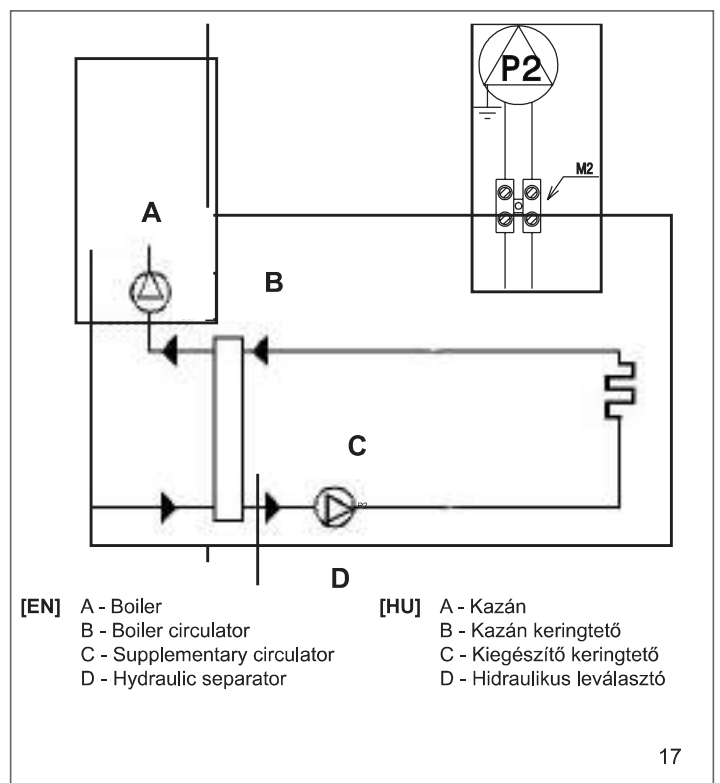 P2
M2
A
B
C
P2
D
[EN] A - Boiler
B - Boiler circulator
C - Supplementary circulator
D - Hydraulic separator
[HU] A - Kazán
B - Kazán keringtető
C - Kiegészítő keringtető
D - Hidraulikus leválasztó
17